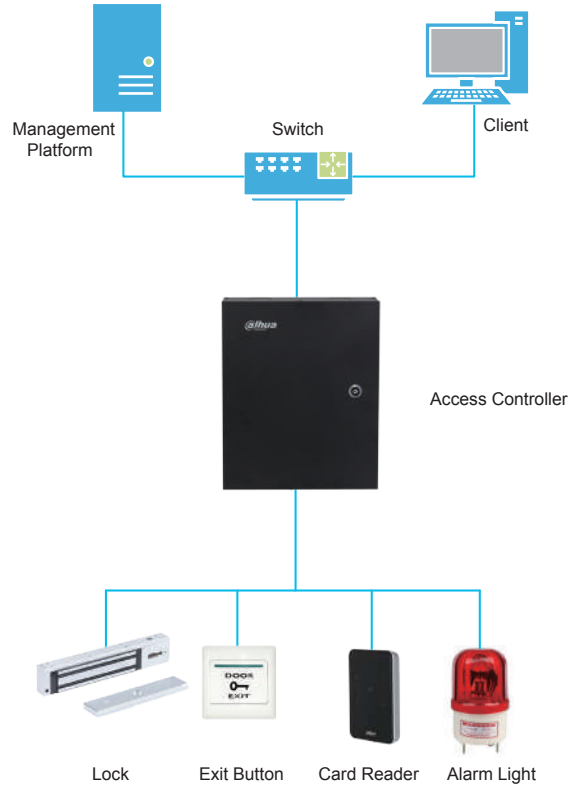 Management
Platform
Switch
Client
alhua
Access Controller
DOOR
EXIT
Lock
Exit Button
Card Reader
Alarm Light